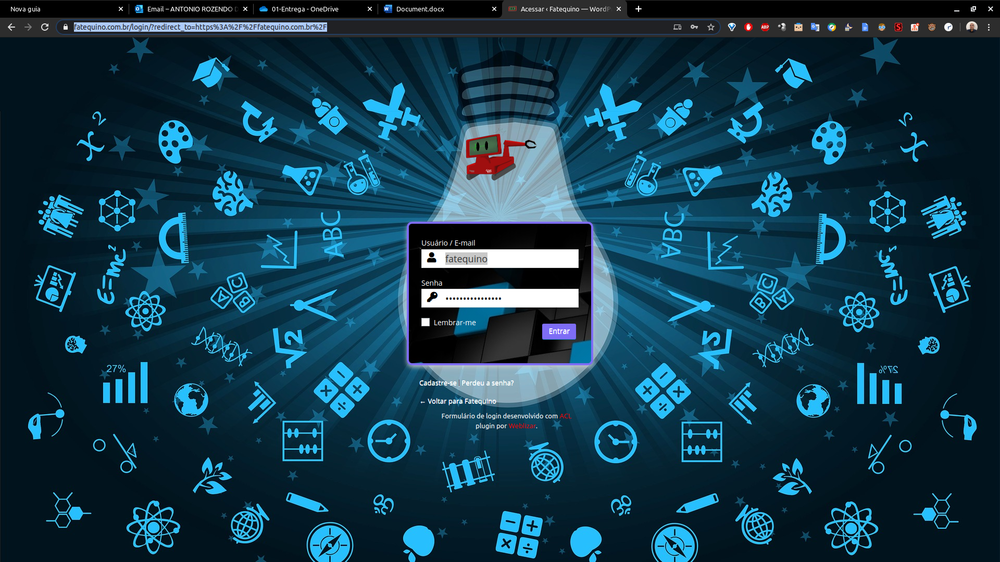 Nova guia
Email – ANTONIO ROZENDO D
01-Entrega - OneDrive
Document.docx
Acessar ‹ Fatequino — WordP
fatequino.com.br/login/?redirect_to=https%3A%2F%2Ffatequino.com.br%2F
ABP
x 2
x 2
cps
ABC
ABC
E=mc²
E=mc²
A B C
A B C
Usuário / E-mail
fatequino
Senha
••••••••••••••••
Lembrar-me
Entrar
√2
√2
27%
27%
Cadastre-se | Perdeu a senha?
← Voltar para Fatequino
Formulário de login desenvolvido com ACL
plugin por Weblizar.